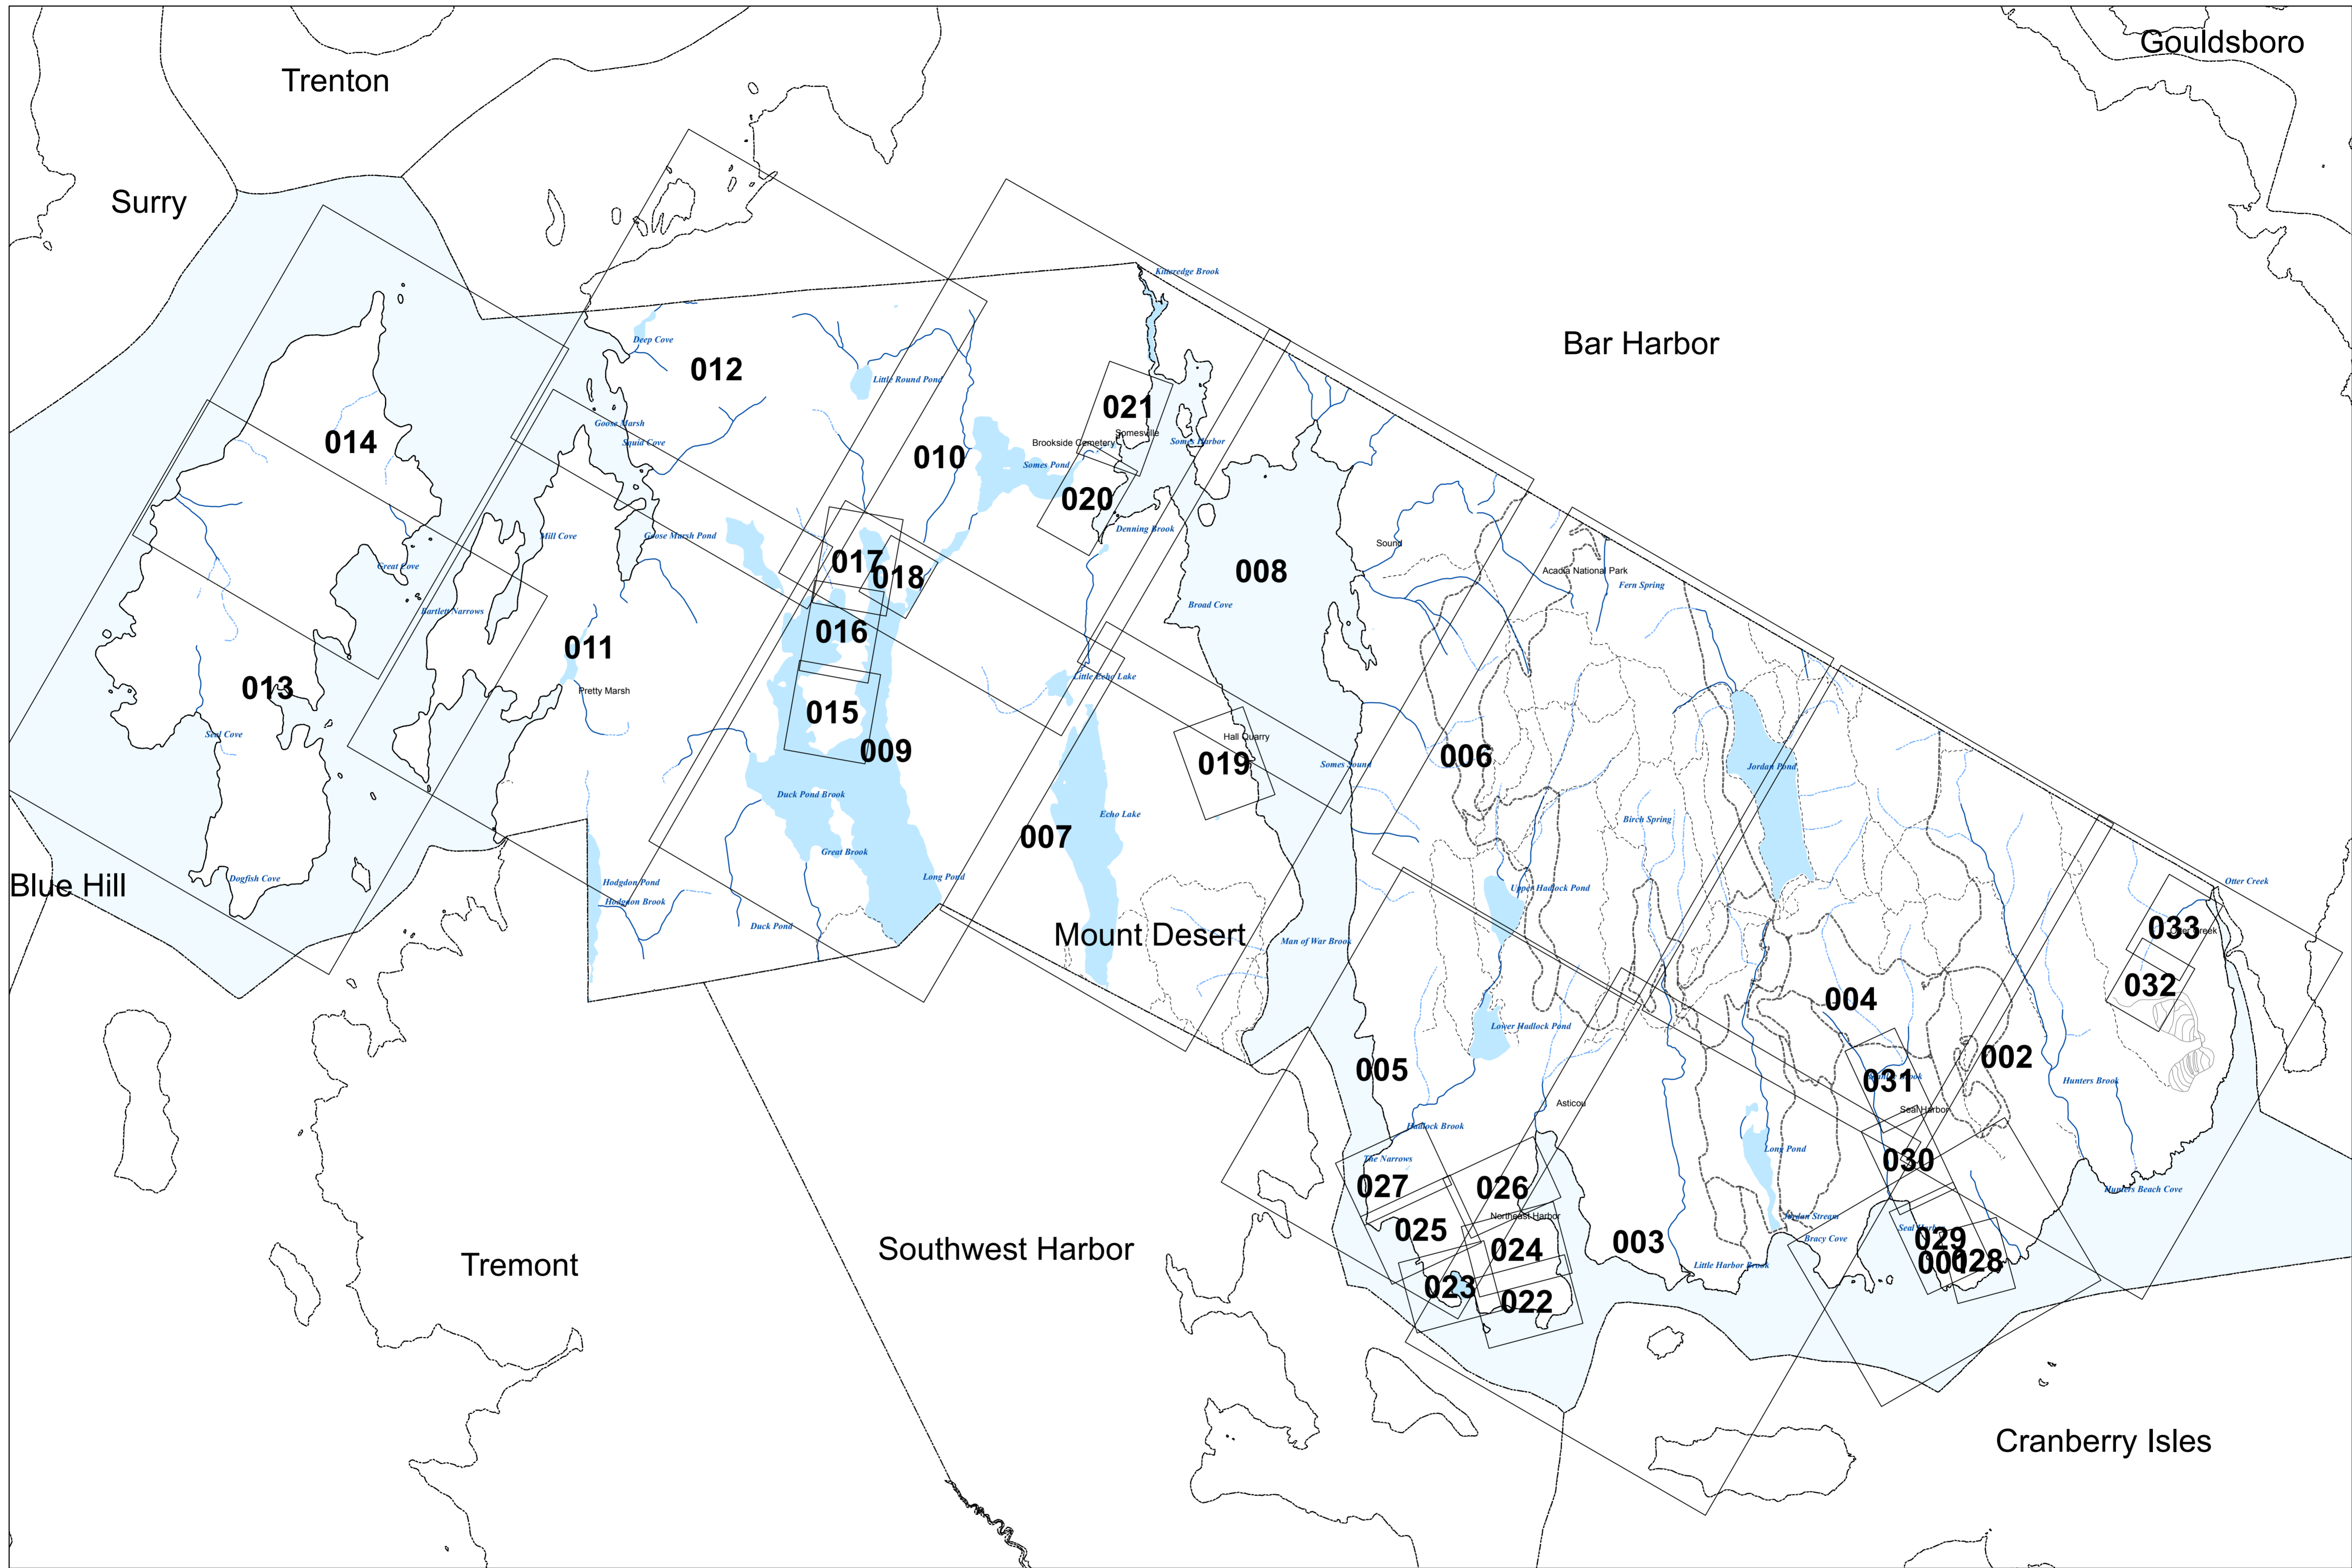 Gouldsboro
Trenton
Surry
Kitteredge Brook
Deep Cove
Bar Harbor
012
Little Round Pond
021
Goose Marsh
Somesville
014
Squid Cove
Brookside Cemetery
Somes Harbor
010
Somes Pond
020
Denning Brook
Mill Cove
Goose Marsh Pond
Sound
017
018
008
Acadia National Park
Great Cove
Fern Spring
Bartlett Narrows
Broad Cove
016
011
Little Echo Lake
013
Pretty Marsh
015
Seal Cove
Hall Quarry
009
019
Somes Sound
006
Jordan Pond
Duck Pond Brook
Echo Lake
Birch Spring
007
Great Brook
Blue Hill
Dogfish Cove
Hodgdon Pond
Long Pond
Upper Hadlock Pond
Otter Creek
Hodgdon Brook
Duck Pond
Mount Desert
Man of War Brook
033
Otter Creek
032
004
Lower Hadlock Pond
002
005
031
Hunters Brook
Asticou
Seal Harbor
Hadlock Brook
Long Pond
The Narrows
030
027
026
Hunters Beach Cove
Northeast Harbor
Jordan Stream
025
Seal Harbor
Bracy Cove
029
Southwest Harbor
024
003
001
028
Tremont
Little Harbor Brook
023
022
Cranberry Isles